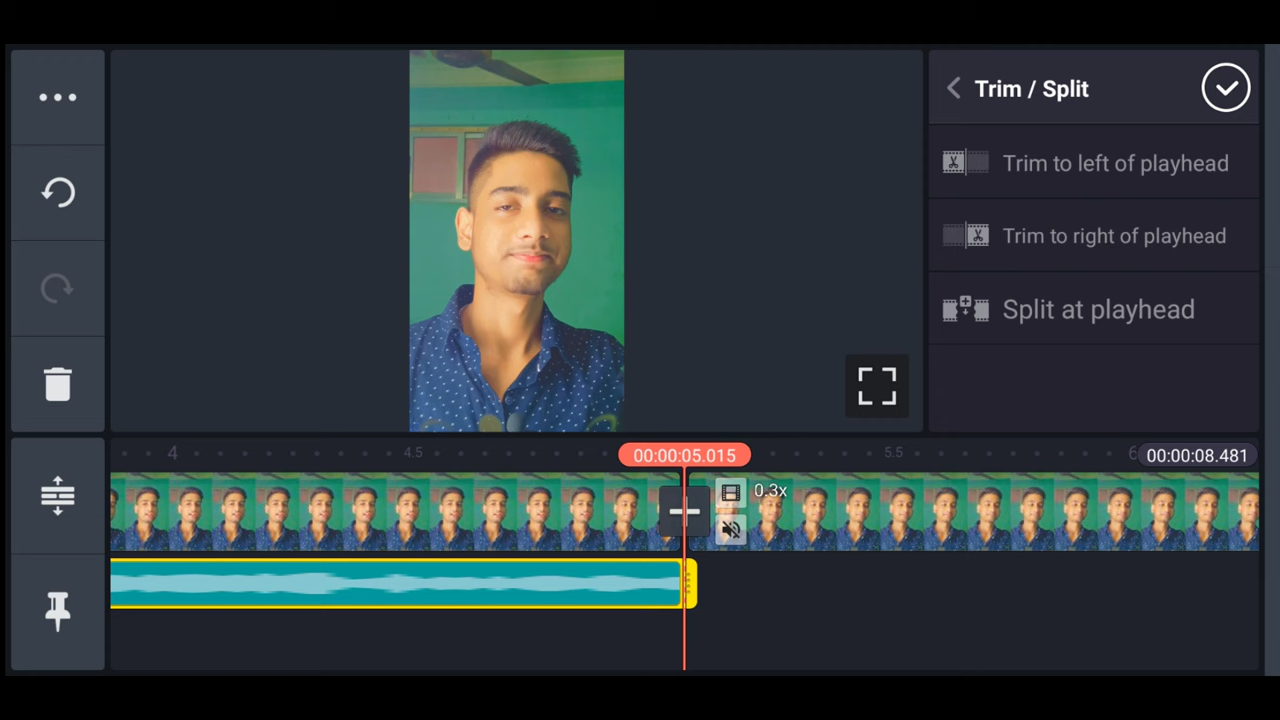 Trim / Split
Trim to left of playhead
Trim to right of playhead
Split at playhead
4
4.5
00:00:05.015
5.5
6
00:00:08.481
0.3x